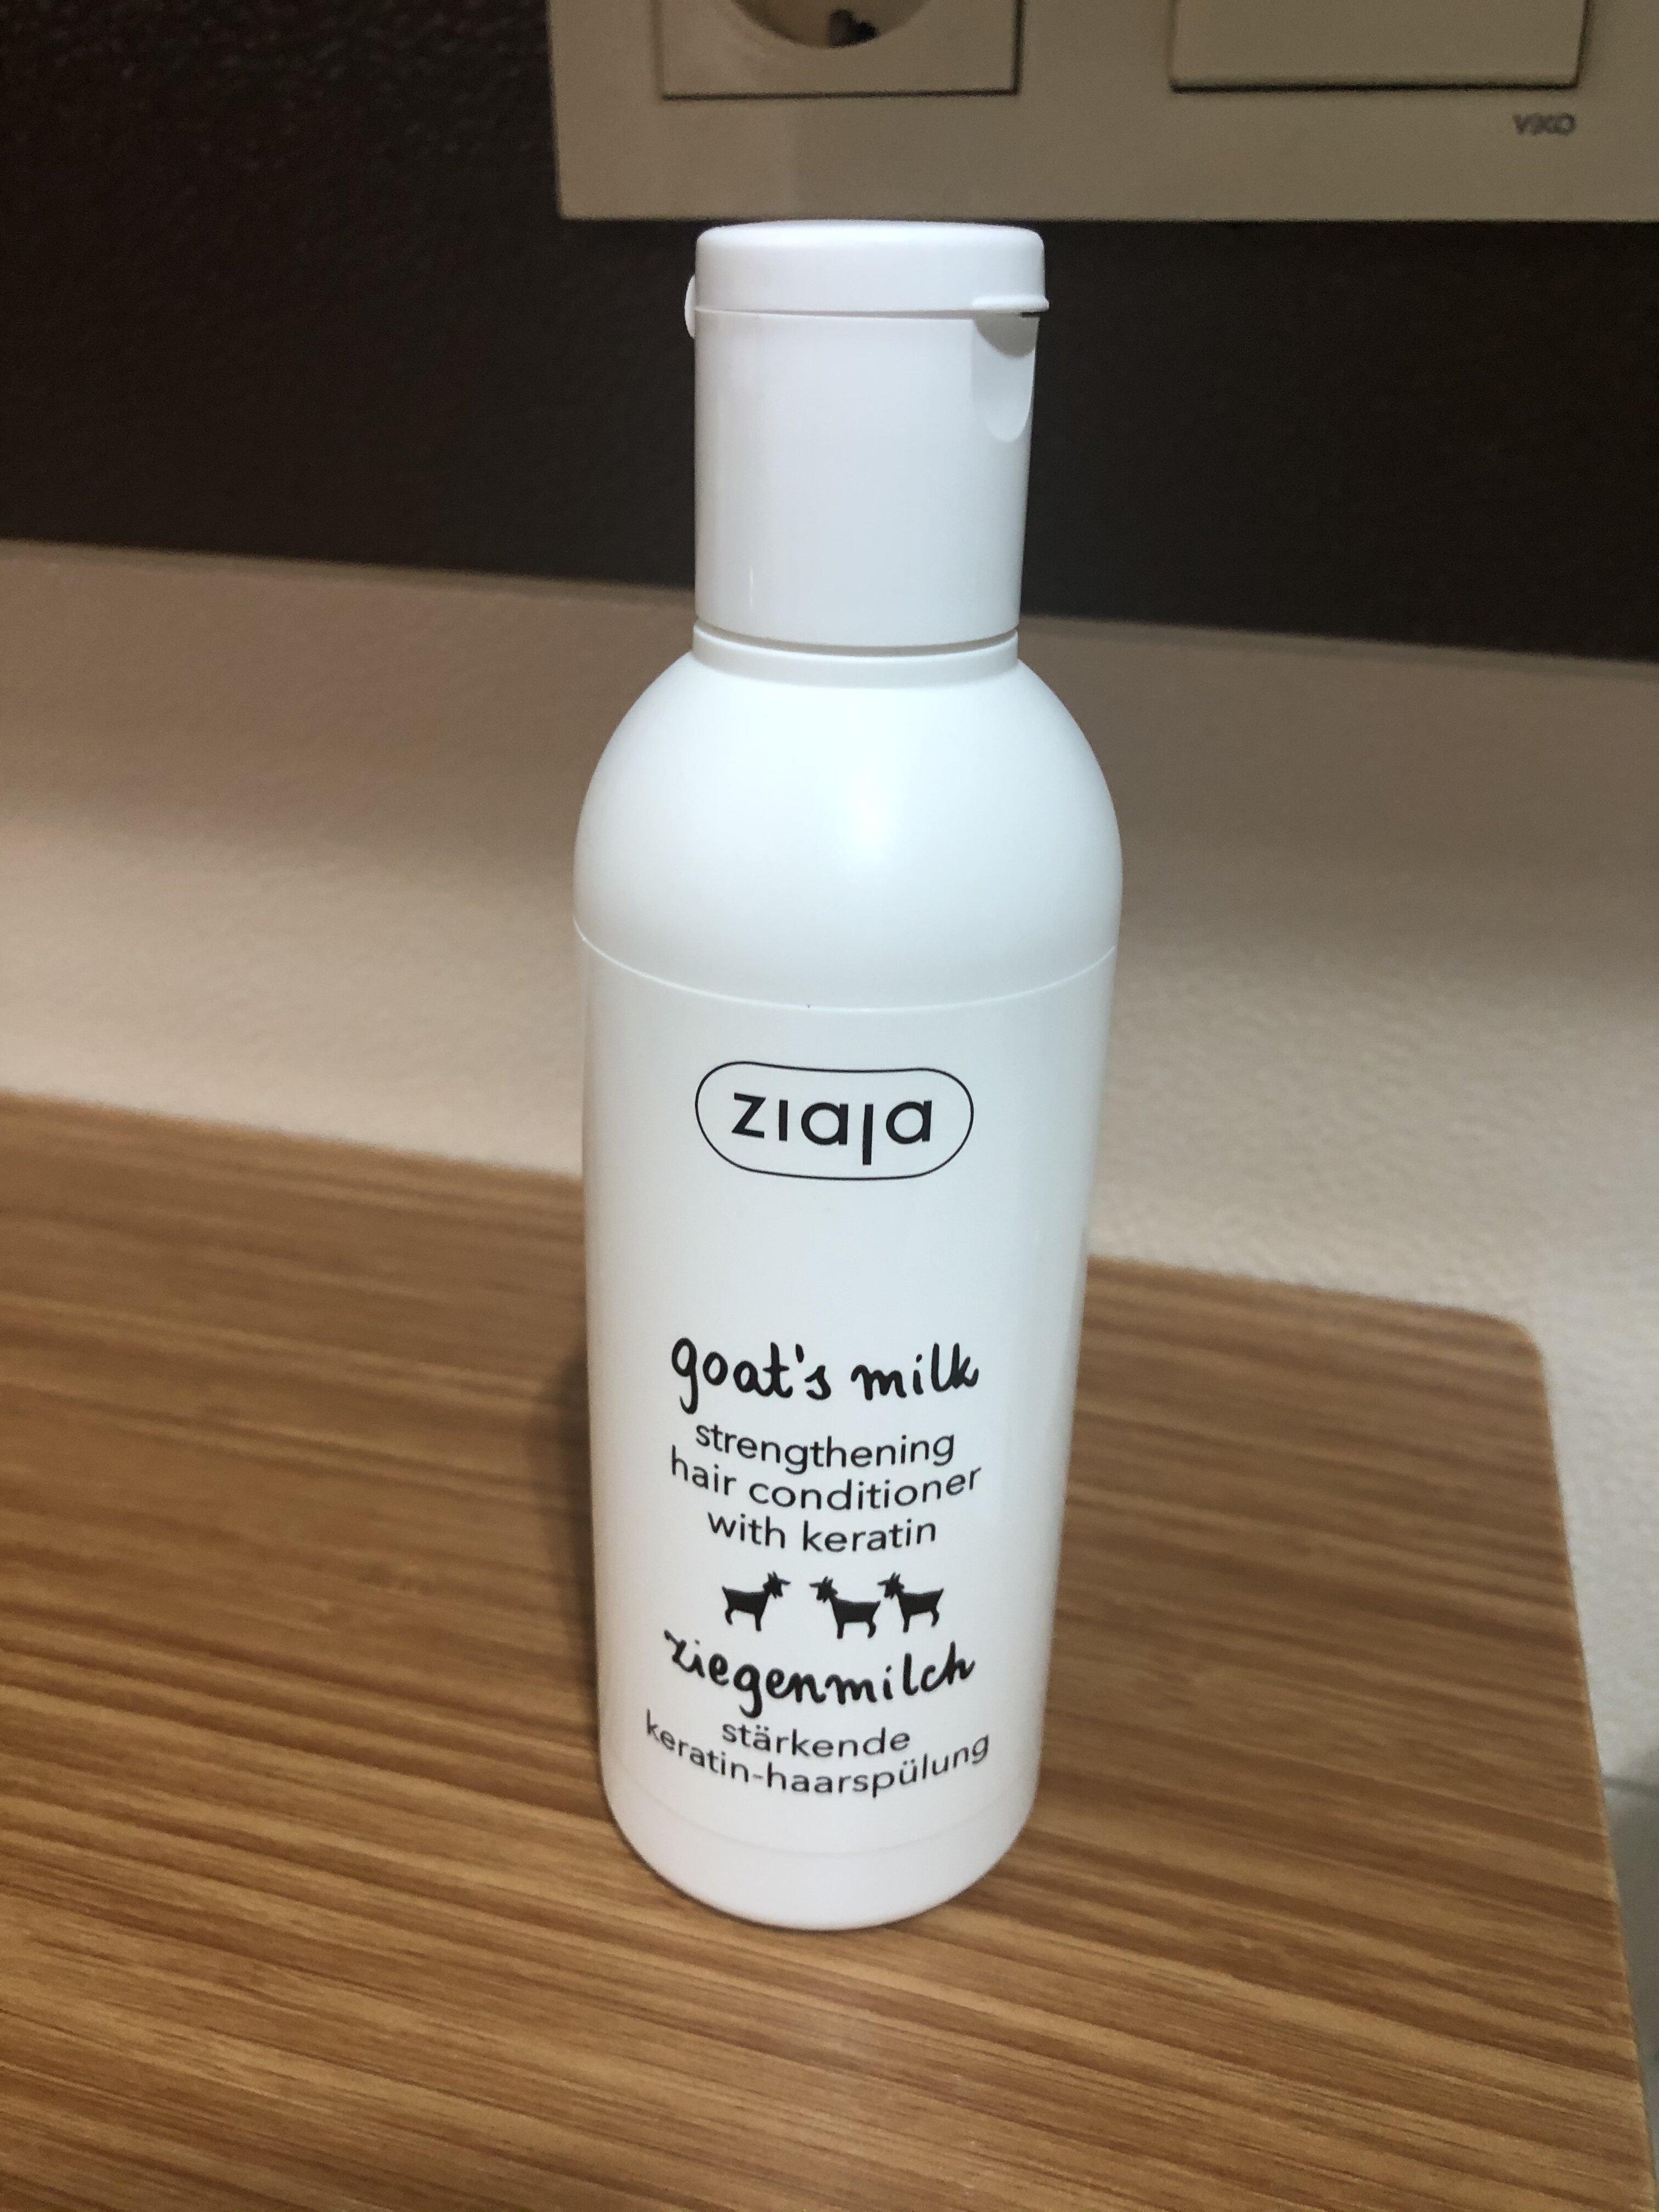 VIKO
ziaja
goat's milk
strengthening
hair conditioner
with keratin
ziegenmilch
stärkende
keratin-haarspülung